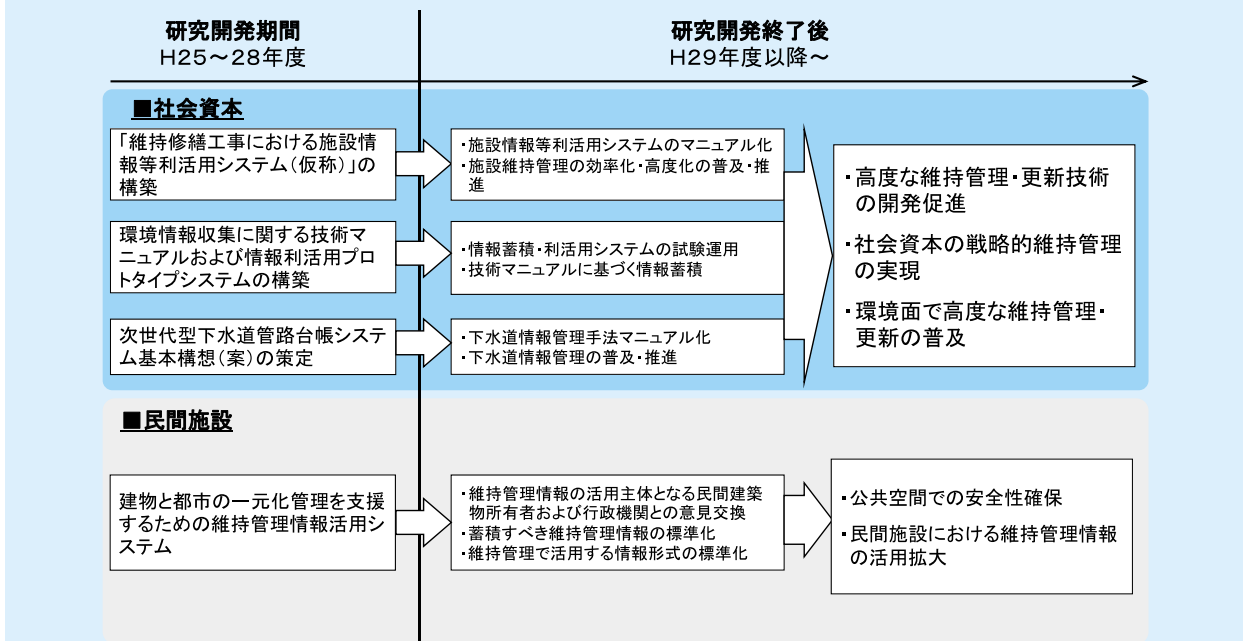 研究開発期間
H25～28年度
研究開発終了後
H29年度以降～
■社会資本
「維持修繕工事における施設情
報等利活用システム(仮称)」の
構築
・施設情報等利活用システムのマニュアル化
・施設維持管理の効率化・高度化の普及・推
進
環境情報収集に関する技術マ
ニュアルおよび情報利活用プロ
トタイプシステムの構築
・情報蓄積・利活用システムの試験運用
・技術マニュアルに基づく情報蓄積
次世代型下水道管路台帳システ
ム基本構想(案)の策定
・下水道情報管理手法マニュアル化
・下水道情報管理の普及・推進
・高度な維持管理・更新技術
の開発促進
・社会資本の戦略的維持管理
の実現
・環境面で高度な維持管理・
更新の普及
■民間施設
建物と都市の一元化管理を支援
するための維持管理情報活用シ
ステム
・維持管理情報の活用主体となる民間建築
物所有者および行政機関との意見交換
・蓄積すべき維持管理情報の標準化
・維持管理で活用する情報形式の標準化
・公共空間での安全性確保
・民間施設における維持管理情報
の活用拡大